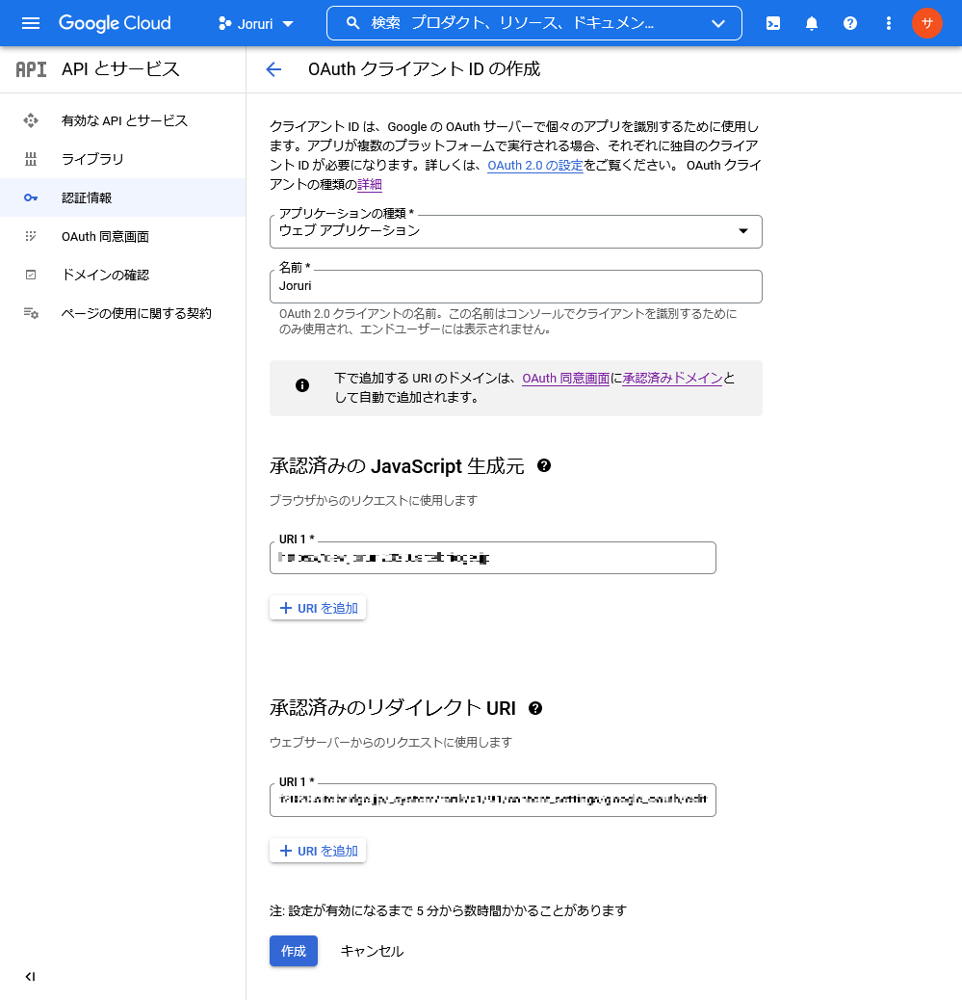 Google Cloud
Joruri
検索 プロダクト、リソース、ドキュメン...
サ
API
API とサービス
OAuth クライアント ID の作成
有効な API とサービス
ライブラリ
認証情報
OAuth 同意画面
ドメインの確認
ページの使用に関する契約
クライアント ID は、Google の OAuth サーバーで個々のアプリを識別するために使用し
ます。アプリが複数のプラットフォームで実行される場合、それぞれに独自のクライア
ント ID が必要になります。詳しくは、OAuth 2.0 の設定をご覧ください。 OAuth クライ
アントの種類の詳細
アプリケーションの種類 *
ウェブ アプリケーション
名前 *
Joruri
OAuth 2.0 クライアントの名前。この名前はコンソールでクライアントを識別するために
のみ使用され、エンドユーザーには表示されません。
下で追加する URI のドメインは、OAuth 同意画面に承認済みドメインと
して自動で追加されます。
承認済みの JavaScript 生成元
ブラウザからのリクエストに使用します
URI 1 *
URI を追加
承認済みのリダイレクト URI
ウェブサーバーからのリクエストに使用します
URI 1 *
URI を追加
注: 設定が有効になるまで 5 分から数時間かかることがあります
作成
キャンセル